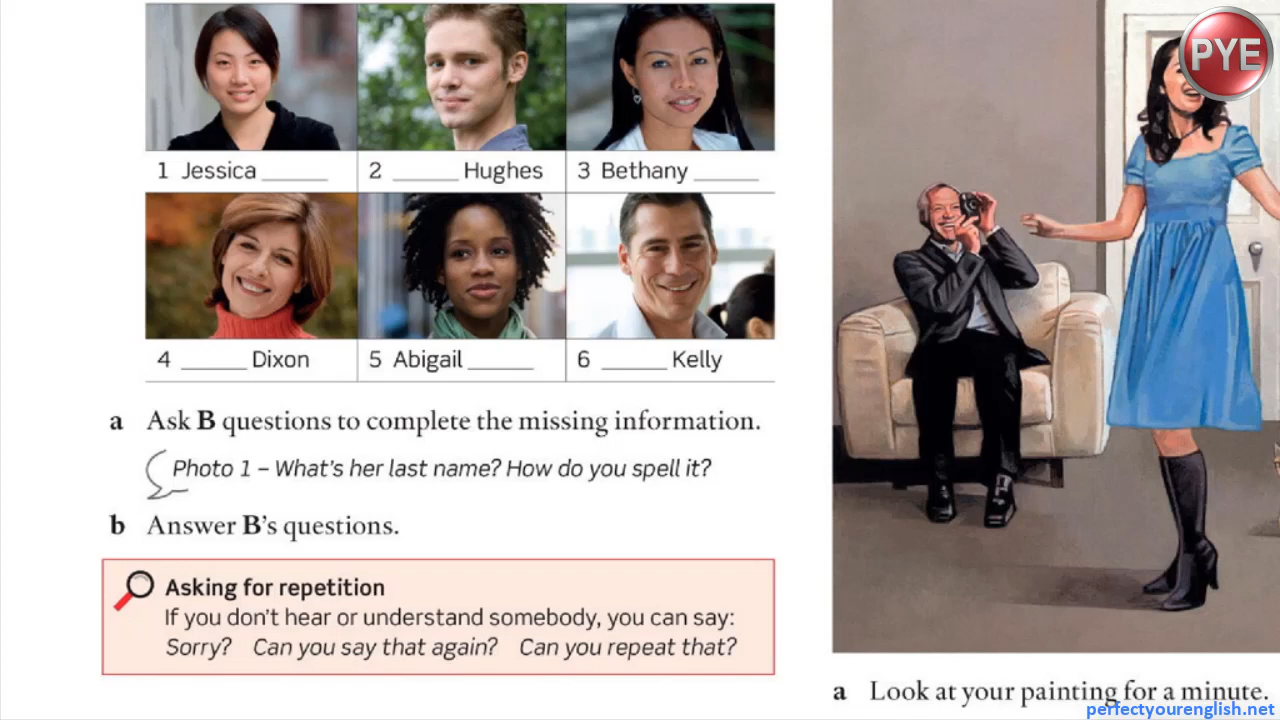 PYE
1 Jessica ______
2 ______ Hughes
3 Bethany ______
4 ______ Dixon
5 Abigail ______
6 ______ Kelly
a Ask B questions to complete the missing information.
Photo 1 – What's her last name? How do you spell it?
b Answer B's questions.
Asking for repetition
If you don't hear or understand somebody, you can say:
Sorry? Can you say that again? Can you repeat that?
a Look at your painting for a minute.
perfectyourenglish.net